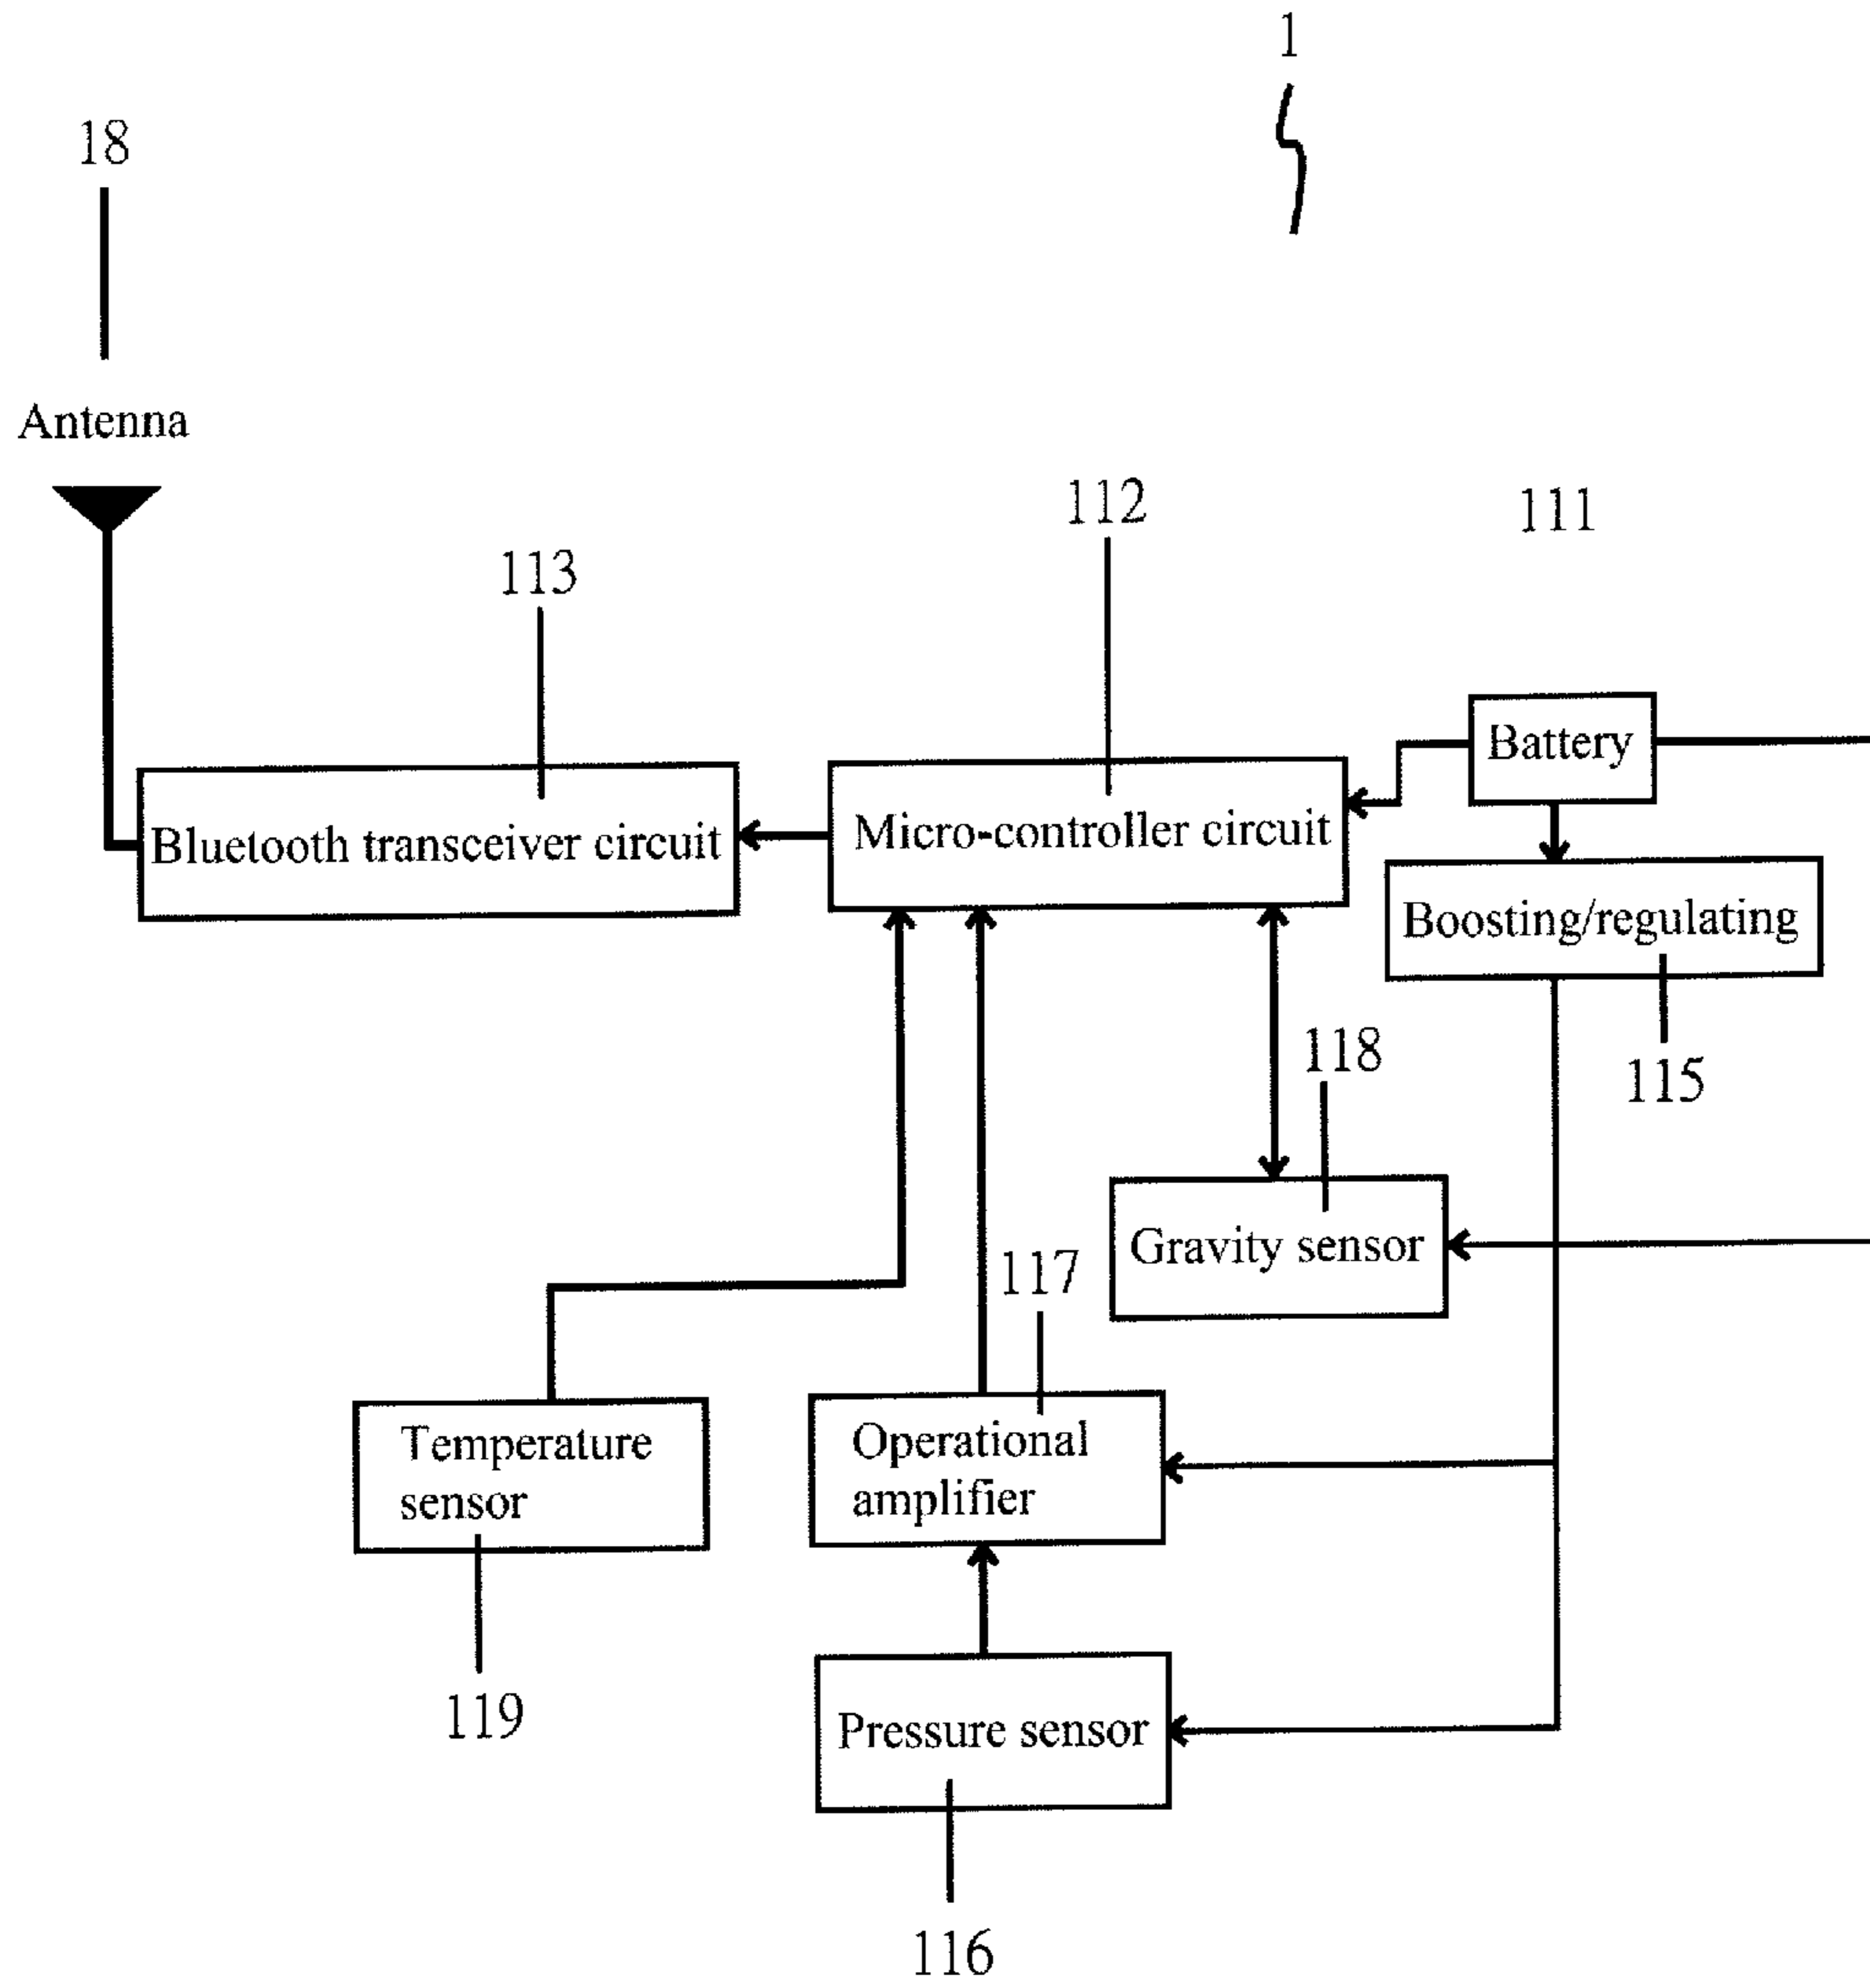 1
18
Antenna
112
111
113
Battery
Micro-controller circuit
Bluetooth transceiver circuit
Boosting/regulating
118
115
Gravity sensor
117
Temperature
sensor
Operational
amplifier
119
Pressure sensor
116